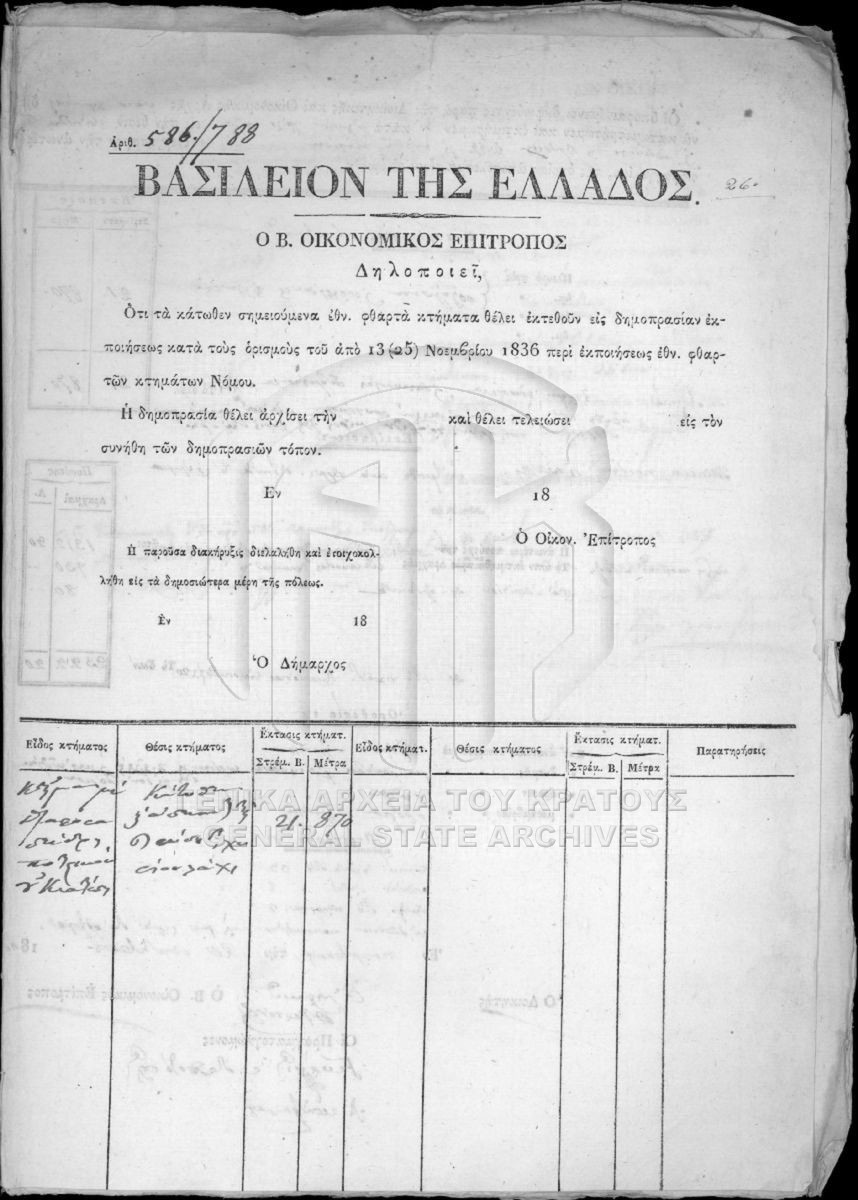 Ἀριθ. 586./788
26.
ΒΑΣΙΛΕΙΟΝ ΤΗΣ ΕΛΛΑΔΟΣ.
Ο Β. ΟΙΚΟΝΟΜΙΚΟΣ ΕΠΙΤΡΟΠΟΣ
Δηλοποιεῖ,
Ὅτι τὰ κάτωθεν σημειούμενα ἐθν. φθαρτὰ κτήματα θέλει ἐκτεθοῦν εἰς δημοπρασίαν ἐκ-
ποιήσεως κατὰ τοὺς ὁρισμοὺς τοῦ ἀπὸ 13 (25) Νοεμβρίου 1836 περὶ ἐκποιήσεως ἐθν. φθαρ-
τῶν κτημάτων Νόμου.
Ἡ δημοπρασία θέλει ἀρχίσει τὴν καὶ θέλει τελειώσει εἰς τὸν
συνήθη τῶν δημοπρασιῶν τόπον.
Εν 18
Ὁ Οἰκον. Ἐπίτροπος
Ἡ παροῦσα διακήρυξις διελαλήθη καὶ ἐτοιχοκολ-
λήθη εἰς τὰ δημοσιώτερα μέρη τῆς πόλεως.
Ἐν 18
Ὁ Δήμαρχος
Εἶδος κτήματος Θέσις κτήματος Εκτασις κτήματ. Εἶδος κτήματ. Θέσις κτήματος Εκτασις κτήματ. Παρατηρήσεις
Στρέμ. Β. Μέτρα Στρέμ. Β. Μέτρα
21. 870
ΓΕΝΙΚΑ ΑΡΧΕΙΑ ΤΟΥ ΚΡΑΤΟΥΣ
GENERAL STATE ARCHIVES